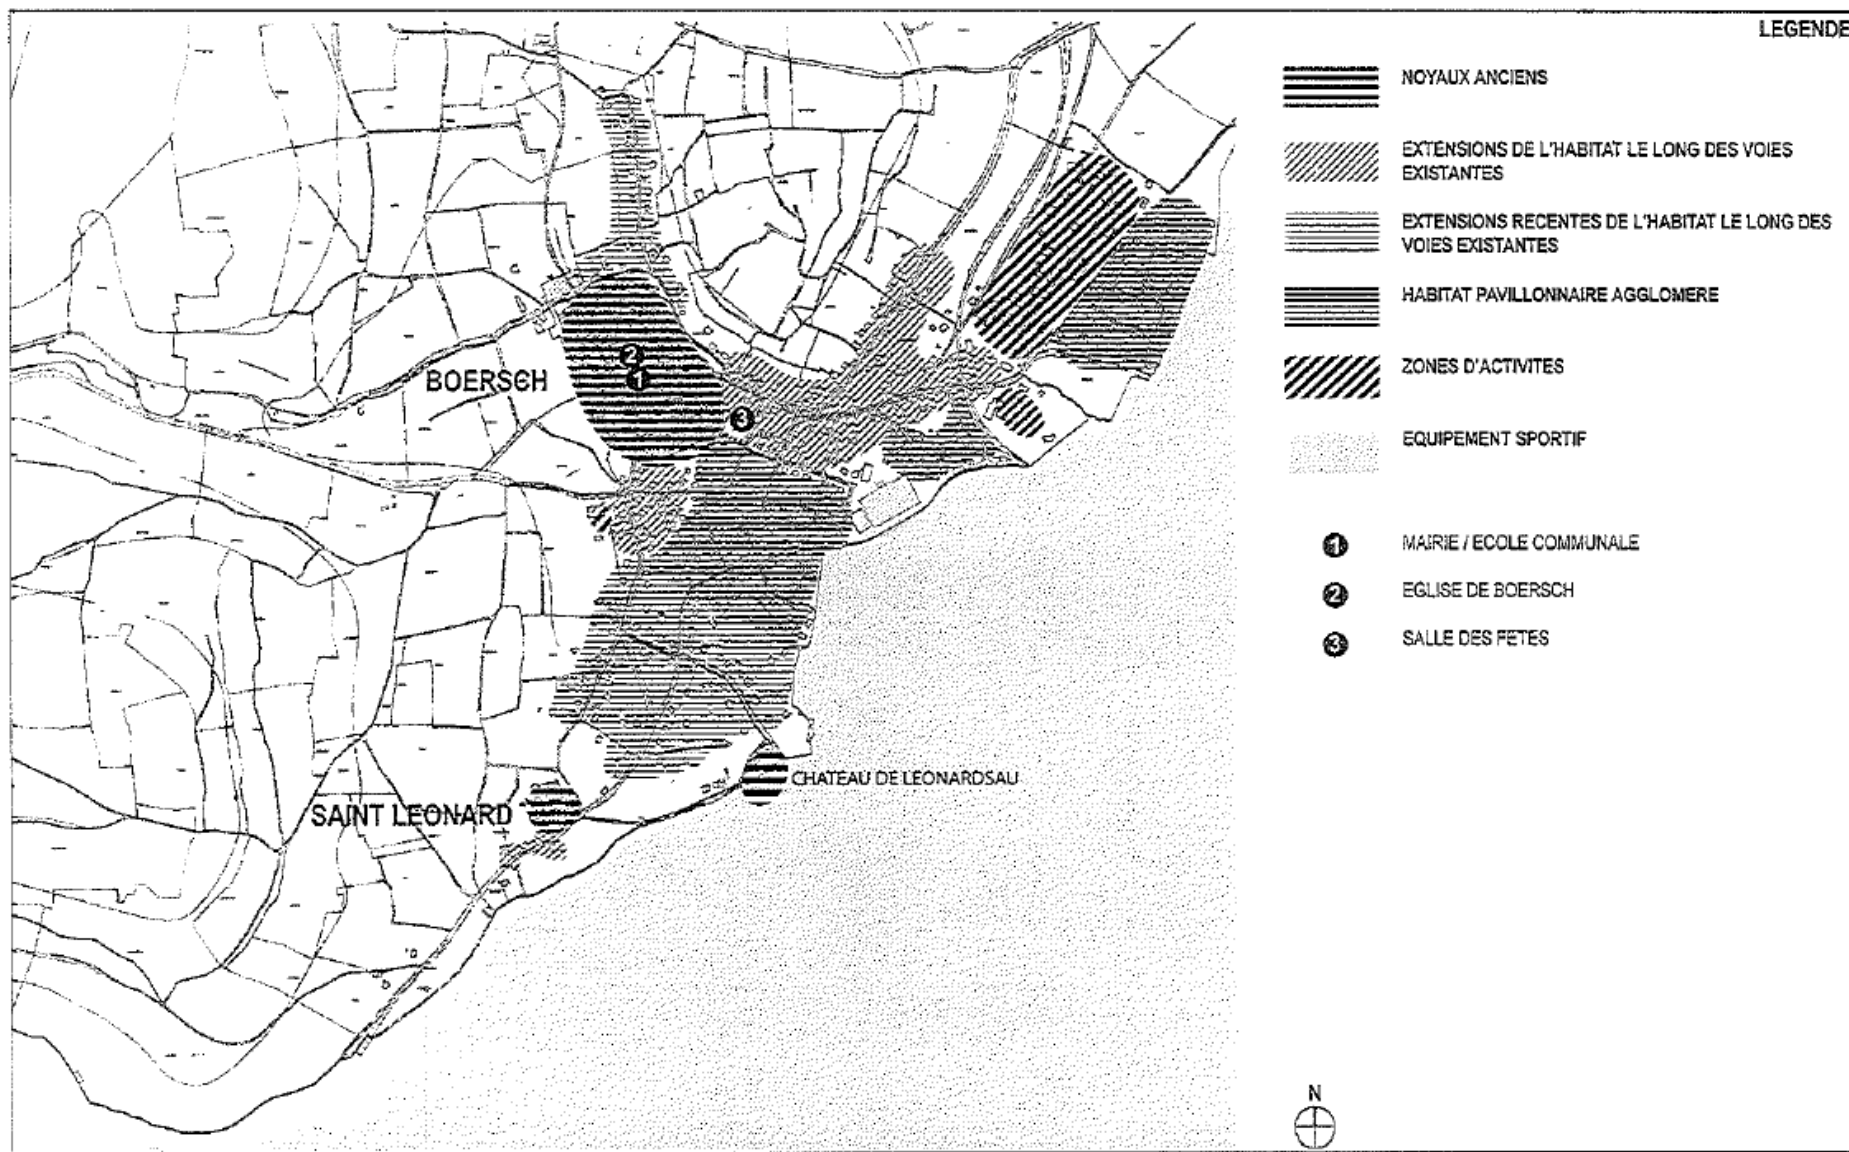 LEGENDE
NOYAUX ANCIENS
EXTENSIONS DE L'HABITAT LE LONG DES VOIES
EXISTANTES
EXTENSIONS RECENTES DE L'HABITAT LE LONG DES
VOIES EXISTANTES
HABITAT PAVILLONNAIRE AGGLOMERE
ZONES D'ACTIVITES
EQUIPEMENT SPORTIF
1 MAIRIE / ECOLE COMMUNALE
2 EGLISE DE BOERSCH
3 SALLE DES FETES
2
BOERSCH
1
3
CHATEAU DE LEONARDSAU
SAINT LEONARD
N